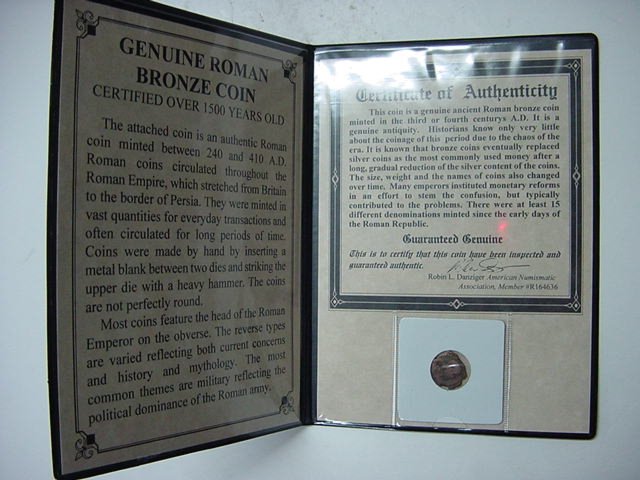 GENUINE ROMAN
BRONZE COIN
CERTIFIED OVER 1500 YEARS OLD
The attached coin is an authentic Roman
coin minted between 240 and 410 A.D.
Roman coins circulated throughout the
Roman Empire, which stretched from Britain
to the border of Persia. They were minted in
vast quantities for everyday transactions and
often circulated for long periods of time.
Coins were made by hand by inserting a
metal blank between two dies and striking the
upper die with a heavy hammer. The coins
are not perfectly round.
Most coins feature the head of the Roman
Emperor on the obverse. The reverse types
are varied reflecting both current concerns
and history and mythology. The most
common themes are military reflecting the
political dominance of the Roman army.
Certificate of Authenticity
This coin is a genuine ancient Roman bronze coin
minted in the third or fourth centurys A.D. It is a
genuine antiquity. Historians know only very little
about the coinage of this period due to the chaos of the
era. It is known that bronze coins eventually replaced
silver coins as the most commonly used money after a
long, gradual reduction of the silver content of the coins.
The size, weight and the names of coins also changed
over time. Many emperors instituted monetary reforms
in an effort to stem the confusion, but typically
contributed to the problems. There were at least 15
different denominations minted since the early days of
the Roman Republic.
Guaranteed Genuine
This is to certify that this coin have been inspected and
guaranteed authentic.
Robin L. Danziger American Numismatic
Association, Member #R164636